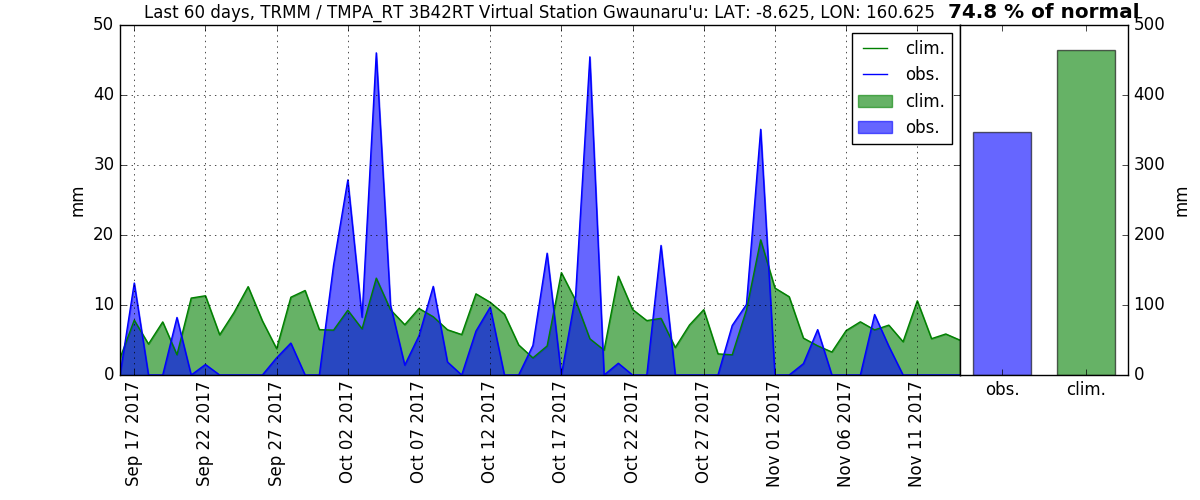 Last 60 days, TRMM / TMPA_RT 3B42RT Virtual Station Gwaunaru'u: LAT: -8.625, LON: 160.625 74.8 % of normal
50
40
30
20
10
0
mm
clim.
obs.
clim.
obs.
500
400
300
200
100
0
mm
Sep 17 2017
Sep 22 2017
Sep 27 2017
Oct 02 2017
Oct 07 2017
Oct 12 2017
Oct 17 2017
Oct 22 2017
Oct 27 2017
Nov 01 2017
Nov 06 2017
Nov 11 2017
obs.
clim.